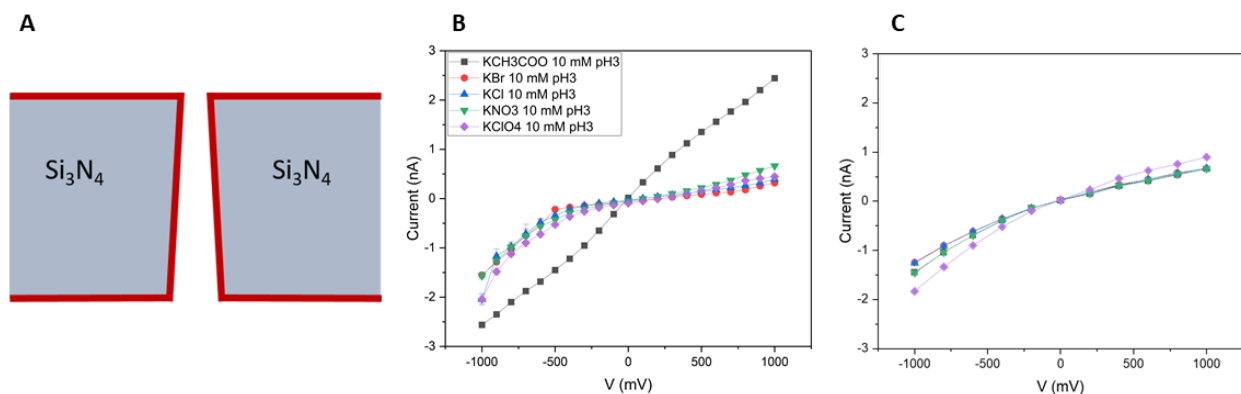 A
Si3N4
Si3N4
B
Current (nA)
3
2
1
0
-1
-2
-3
KCH3COO 10 mM pH3
KBr 10 mM pH3
KCl 10 mM pH3
KNO3 10 mM pH3
KClO4 10 mM pH3
-1000
-500
0
500
1000
V (mV)
C
Current (nA)
3
2
1
0
-1
-2
-3
-1000
-500
0
500
1000
V (mV)